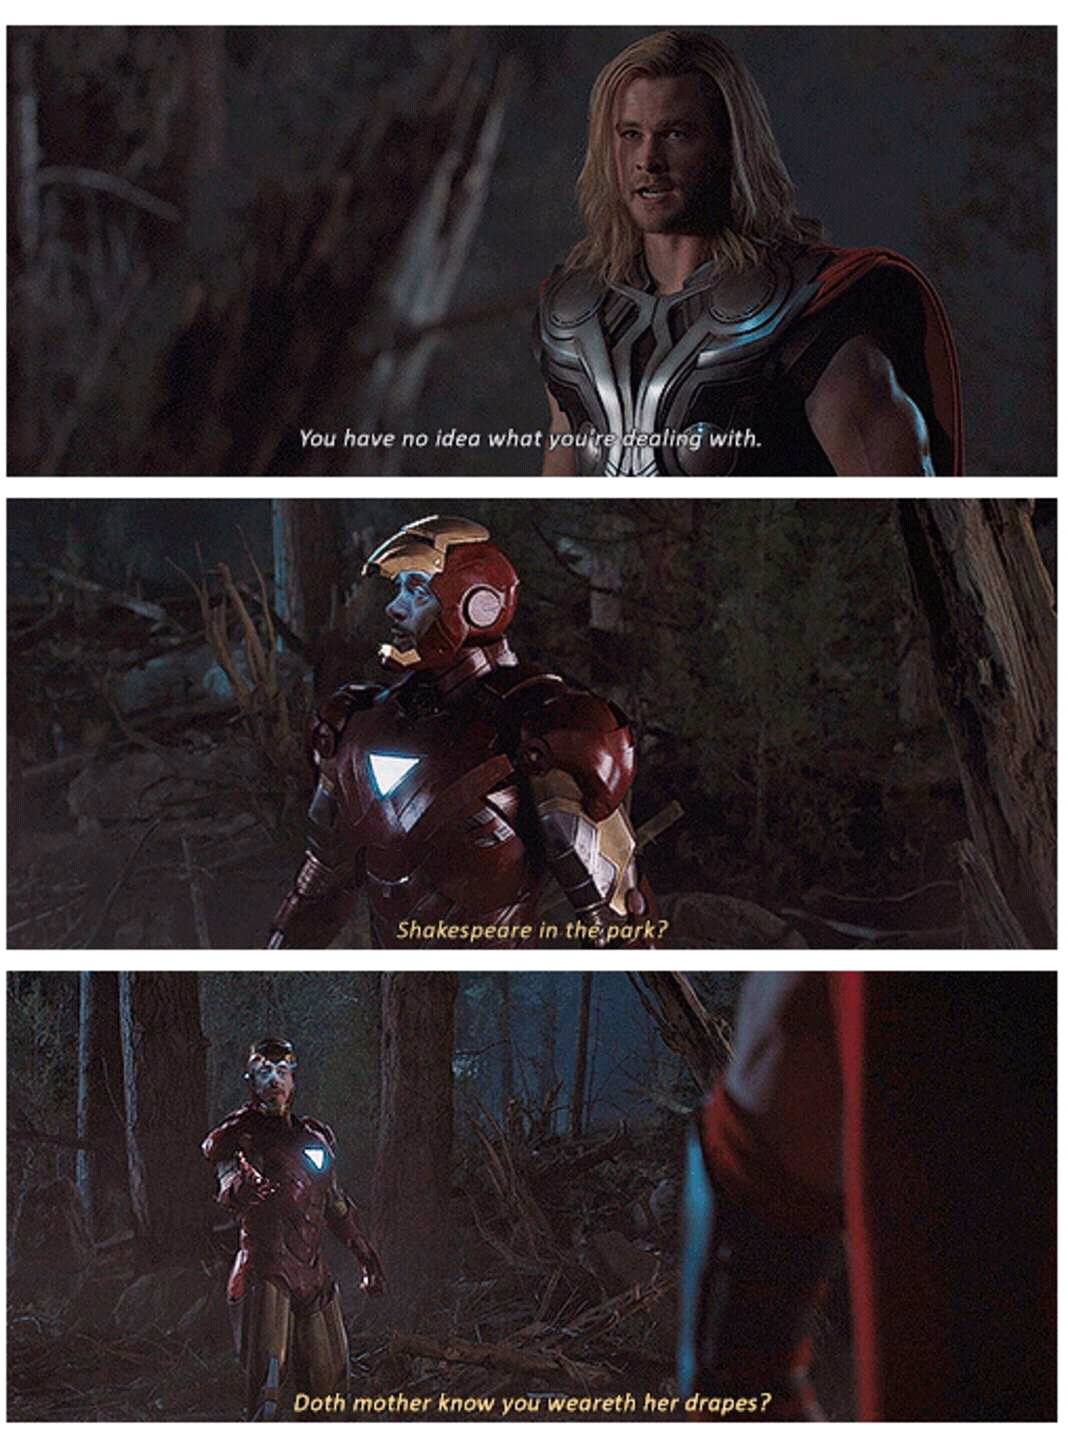 You have no idea what you're dealing with.
Shakespeare in the park?
Doth mother know you weareth her drapes?